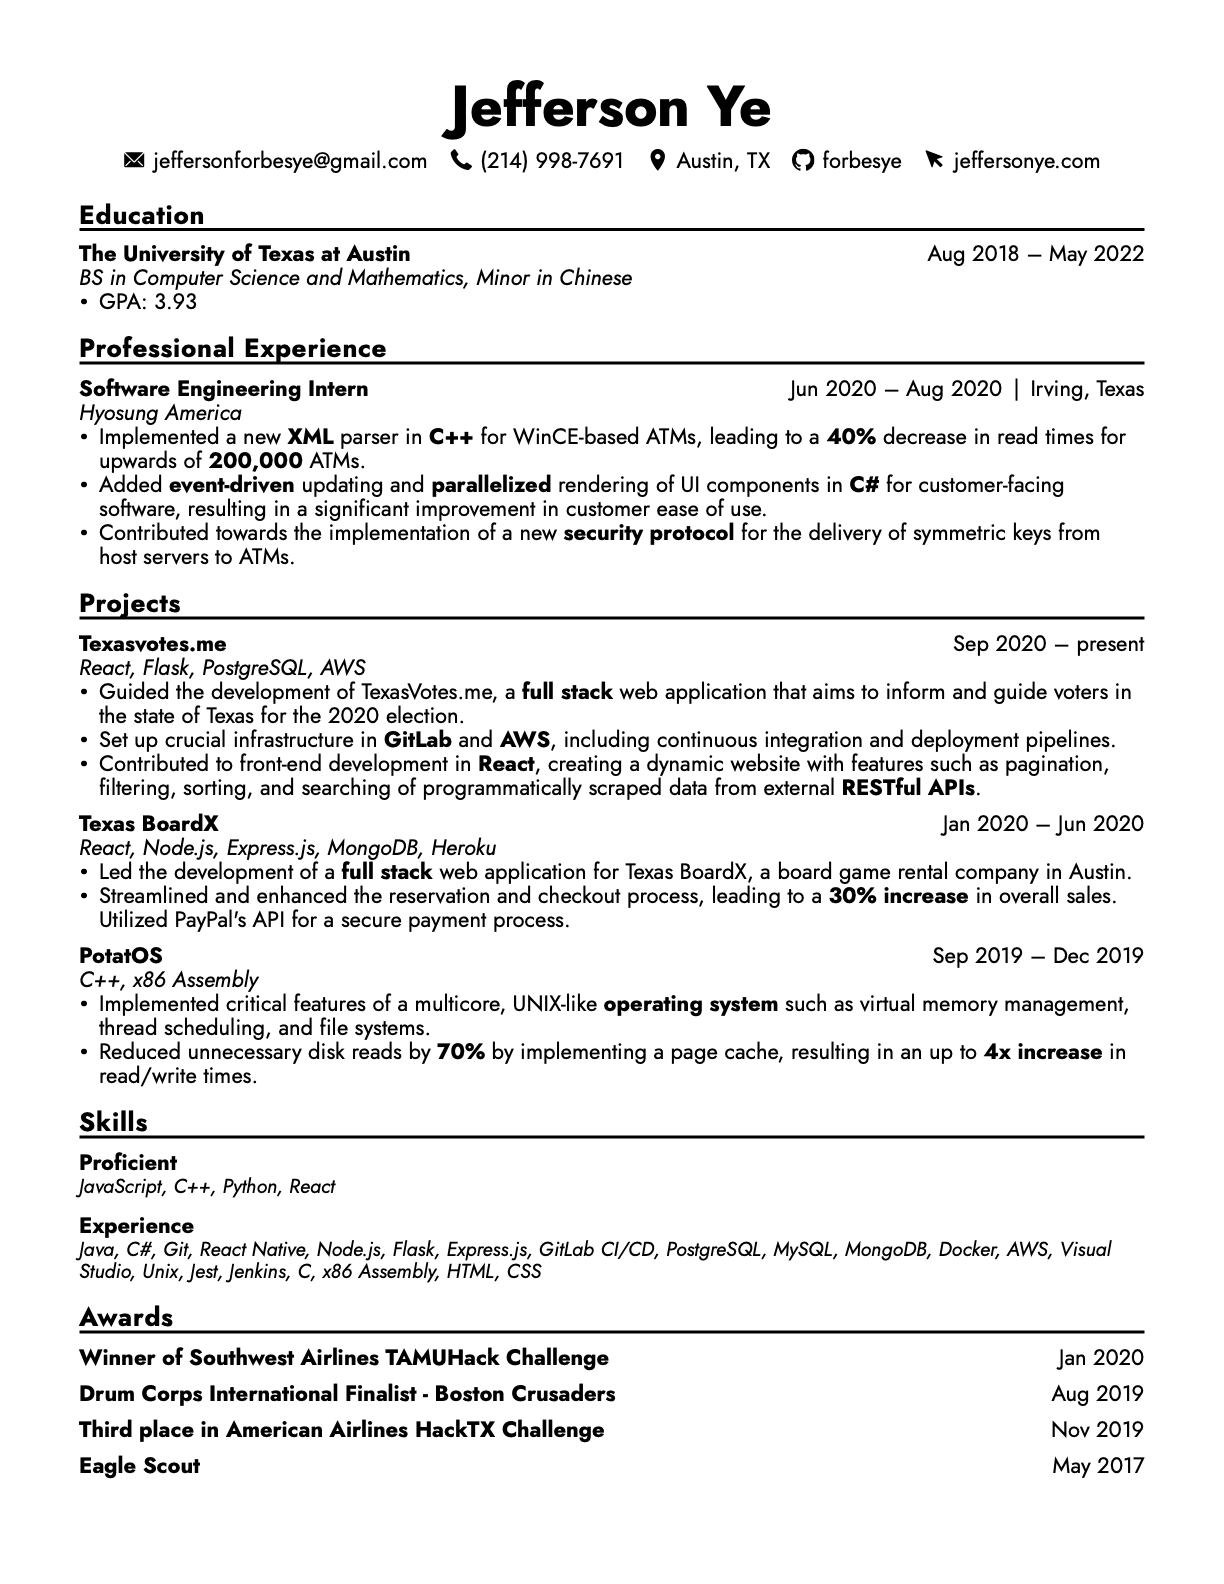 Jefferson Ye
jeffersonforbesye@gmail.com (214) 998-7691 Austin, TX forbesye jeffersonye.com
Education
The University of Texas at Austin Aug 2018 – May 2022
BS in Computer Science and Mathematics, Minor in Chinese
• GPA: 3.93
Professional Experience
Software Engineering Intern Jun 2020 – Aug 2020 | Irving, Texas
Hyosung America
• Implemented a new XML parser in C++ for WinCE-based ATMs, leading to a 40% decrease in read times for
upwards of 200,000 ATMs.
• Added event-driven updating and parallelized rendering of UI components in C# for customer-facing
software, resulting in a significant improvement in customer ease of use.
• Contributed towards the implementation of a new security protocol for the delivery of symmetric keys from
host servers to ATMs.
Projects
Texasvotes.me Sep 2020 – present
React, Flask, PostgreSQL, AWS
• Guided the development of TexasVotes.me, a full stack web application that aims to inform and guide voters in
the state of Texas for the 2020 election.
• Set up crucial infrastructure in GitLab and AWS, including continuous integration and deployment pipelines.
• Contributed to front-end development in React, creating a dynamic website with features such as pagination,
filtering, sorting, and searching of programmatically scraped data from external RESTful APIs.
Texas BoardX Jan 2020 – Jun 2020
React, Node.js, Express.js, MongoDB, Heroku
• Led the development of a full stack web application for Texas BoardX, a board game rental company in Austin.
• Streamlined and enhanced the reservation and checkout process, leading to a 30% increase in overall sales.
Utilized PayPal's API for a secure payment process.
PotatOS Sep 2019 – Dec 2019
C++, x86 Assembly
• Implemented critical features of a multicore, UNIX-like operating system such as virtual memory management,
thread scheduling, and file systems.
• Reduced unnecessary disk reads by 70% by implementing a page cache, resulting in an up to 4x increase in
read/write times.
Skills
Proficient
JavaScript, C++, Python, React
Experience
Java, C#, Git, React Native, Node.js, Flask, Express.js, GitLab CI/CD, PostgreSQL, MySQL, MongoDB, Docker, AWS, Visual
Studio, Unix, Jest, Jenkins, C, x86 Assembly, HTML, CSS
Awards
Winner of Southwest Airlines TAMUHack Challenge Jan 2020
Drum Corps International Finalist - Boston Crusaders Aug 2019
Third place in American Airlines HackTX Challenge Nov 2019
Eagle Scout May 2017